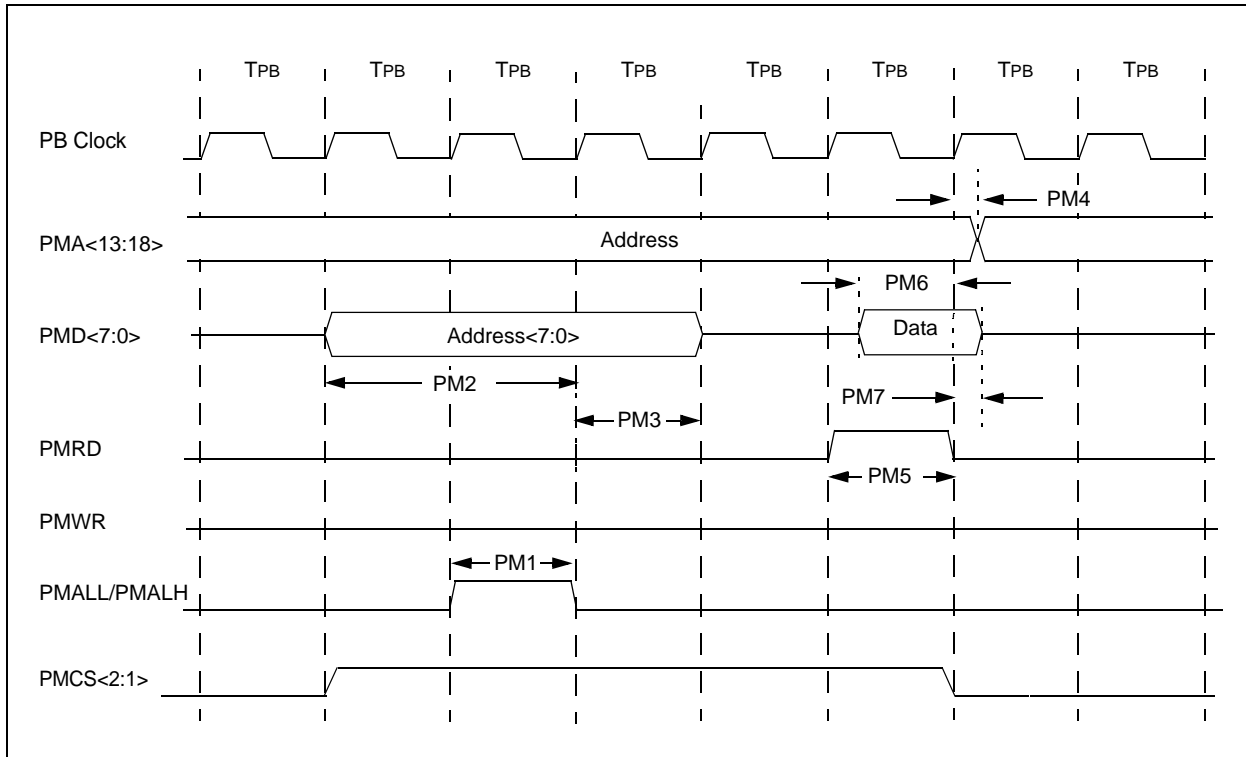 TPB TPB TPB TPB TPB TPB TPB TPB
PB Clock
PM4
PMA<13:18>
Address
PM6
PMD<7:0>
Address<7:0>
Data
PM2
PM7
PM3
PMRD
PM5
PMWR
PM1
PMALL/PMALH
PMCS<2:1>